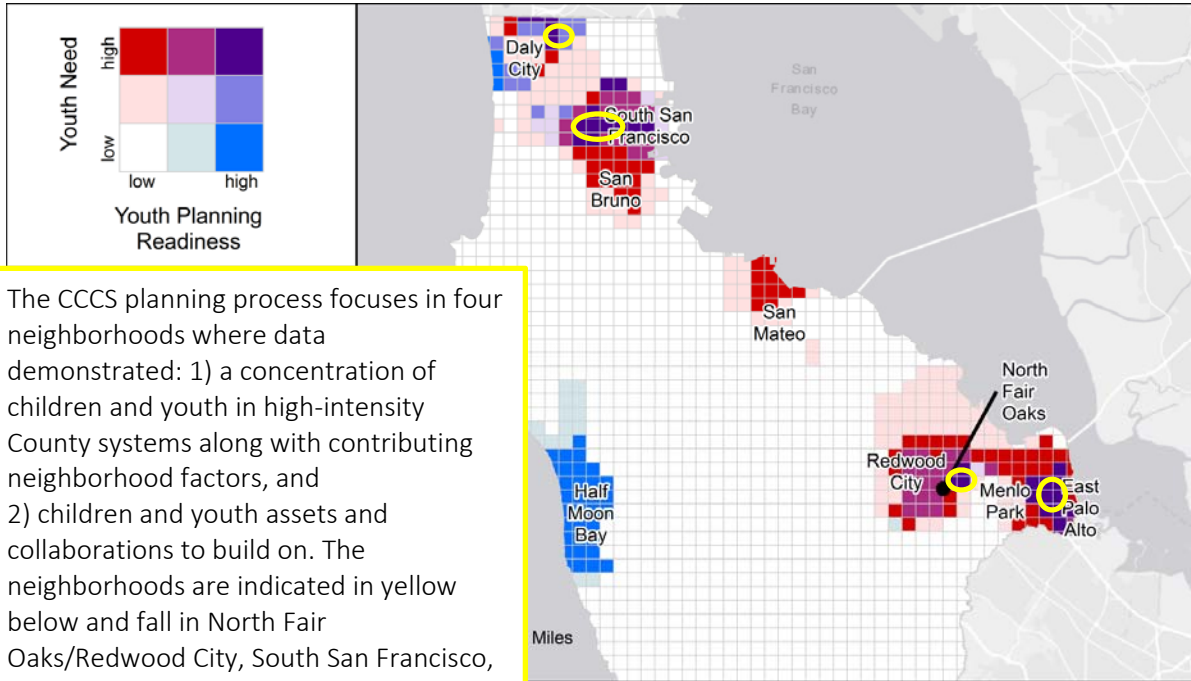 Youth Need
high
low
low
high
Youth Planning
Readiness
The CCCS planning process focuses in four
neighborhoods where data
demonstrated: 1) a concentration of
children and youth in high-intensity
County systems along with contributing
neighborhood factors, and
2) children and youth assets and
collaborations to build on. The
neighborhoods are indicated in yellow
below and fall in North Fair
Oaks/Redwood City, South San Francisco,
Daly
City
San
Francisco
Bay
South San
Francisco
San
Bruno
San
Mateo
North
Fair
Oaks
Redwood
City
Menlo
Park
East
Palo
Alto
Half
Moon
Bay
Miles